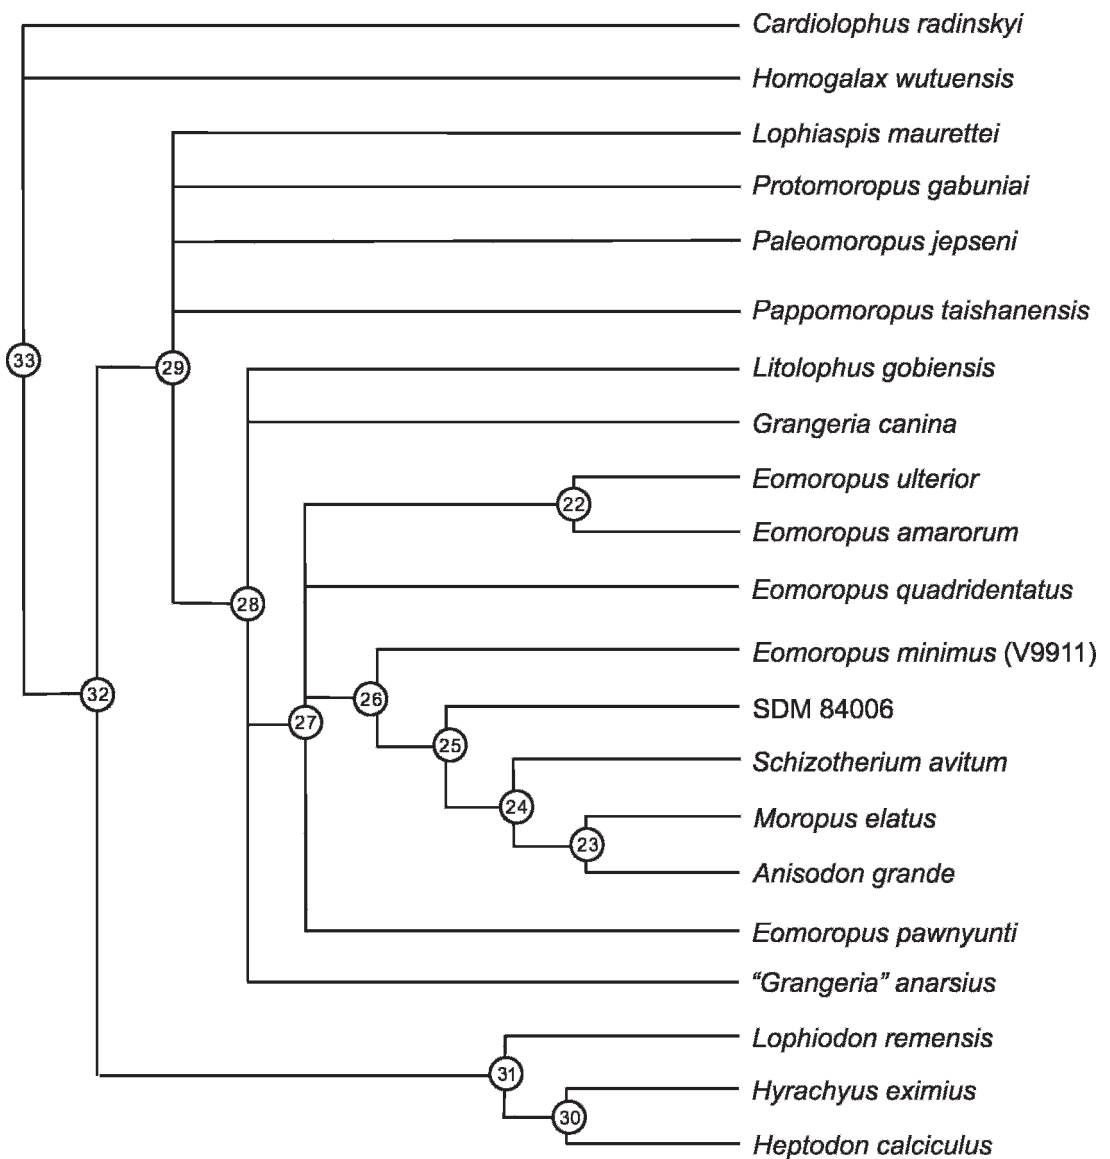 Cardiolophus radinskyi
Homogalax wutuensis
Lophiaspis maurettei
Protomoropus gabuniai
Paleomoropus jepseni
Pappomoropus taishanensis
33
29
Litolophus gobiensis
Grangeria canina
Eomoropus ulterior
22
Eomoropus amarorum
Eomoropus quadridentatus
28
Eomoropus minimus (V9911)
32
26
SDM 84006
27
25
Schizotherium avitum
24
Moropus elatus
23
Anisodon grande
Eomoropus pawnyunti
“Grangeria” anarsius
Lophiodon remensis
31
Hyrachyus eximius
30
Heptodon calciculus